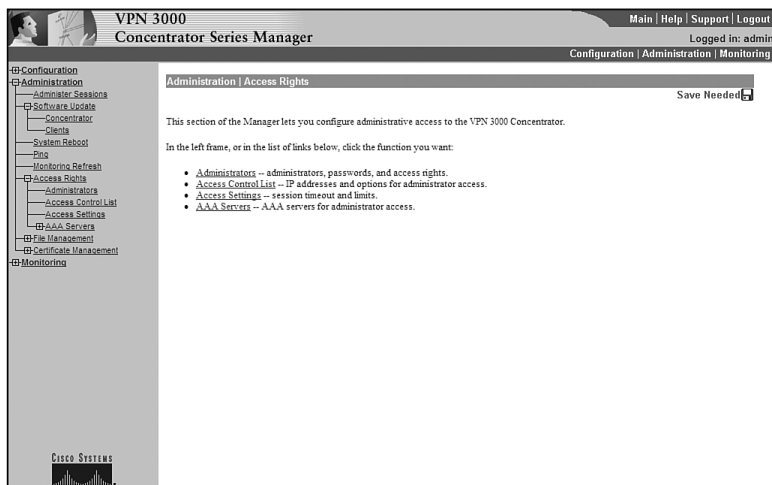 VPN 3000
Concentrator Series Manager
Main | Help | Support | Logout
Logged in: admin
Configuration | Administration | Monitoring
Configuration
Administration
Administer Sessions
Software Update
Concentrator
Clients
System Reboot
Ping
Monitoring Refresh
Access Rights
Administrators
Access Control List
Access Settings
AAA Servers
File Management
Certificate Management
Monitoring
Administration | Access Rights
Save Needed
This section of the Manager lets you configure administrative access to the VPN 3000 Concentrator.
In the left frame, or in the list of links below, click the function you want:
Administrators -- administrators, passwords, and access rights.
Access Control List -- IP addresses and options for administrator access.
Access Settings -- session timeout and limits.
AAA Servers -- AAA servers for administrator access.
CISCO SYSTEMS